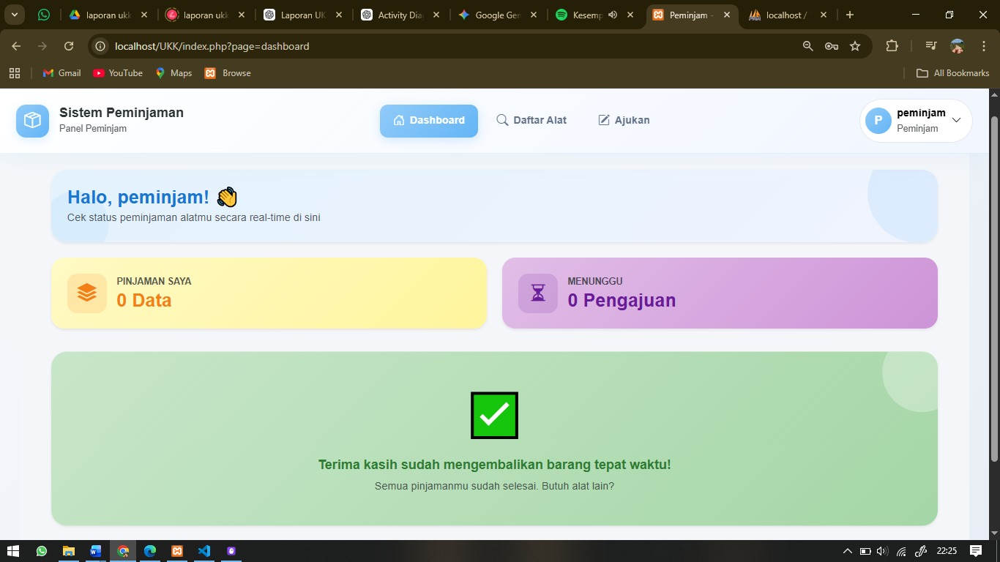 laporan ukk
laporan ukk
Laporan UK
Activity Dia
Google Gen
Kesemp
Peminjam -
localhost /
localhost/UKK/index.php?page=dashboard
Gmail
YouTube
Maps
Browse
All Bookmarks
Sistem Peminjaman
Panel Peminjam
Dashboard
Daftar Alat
Ajukan
P
peminjam
Peminjam
Halo, peminjam! 👋
Cek status peminjaman alatmu secara real-time di sini
PINJAMAN SAYA
0 Data
MENUNGGU
0 Pengajuan
Terima kasih sudah mengembalikan barang tepat waktu!
Semua pinjamanmu sudah selesai. Butuh alat lain?
22:25